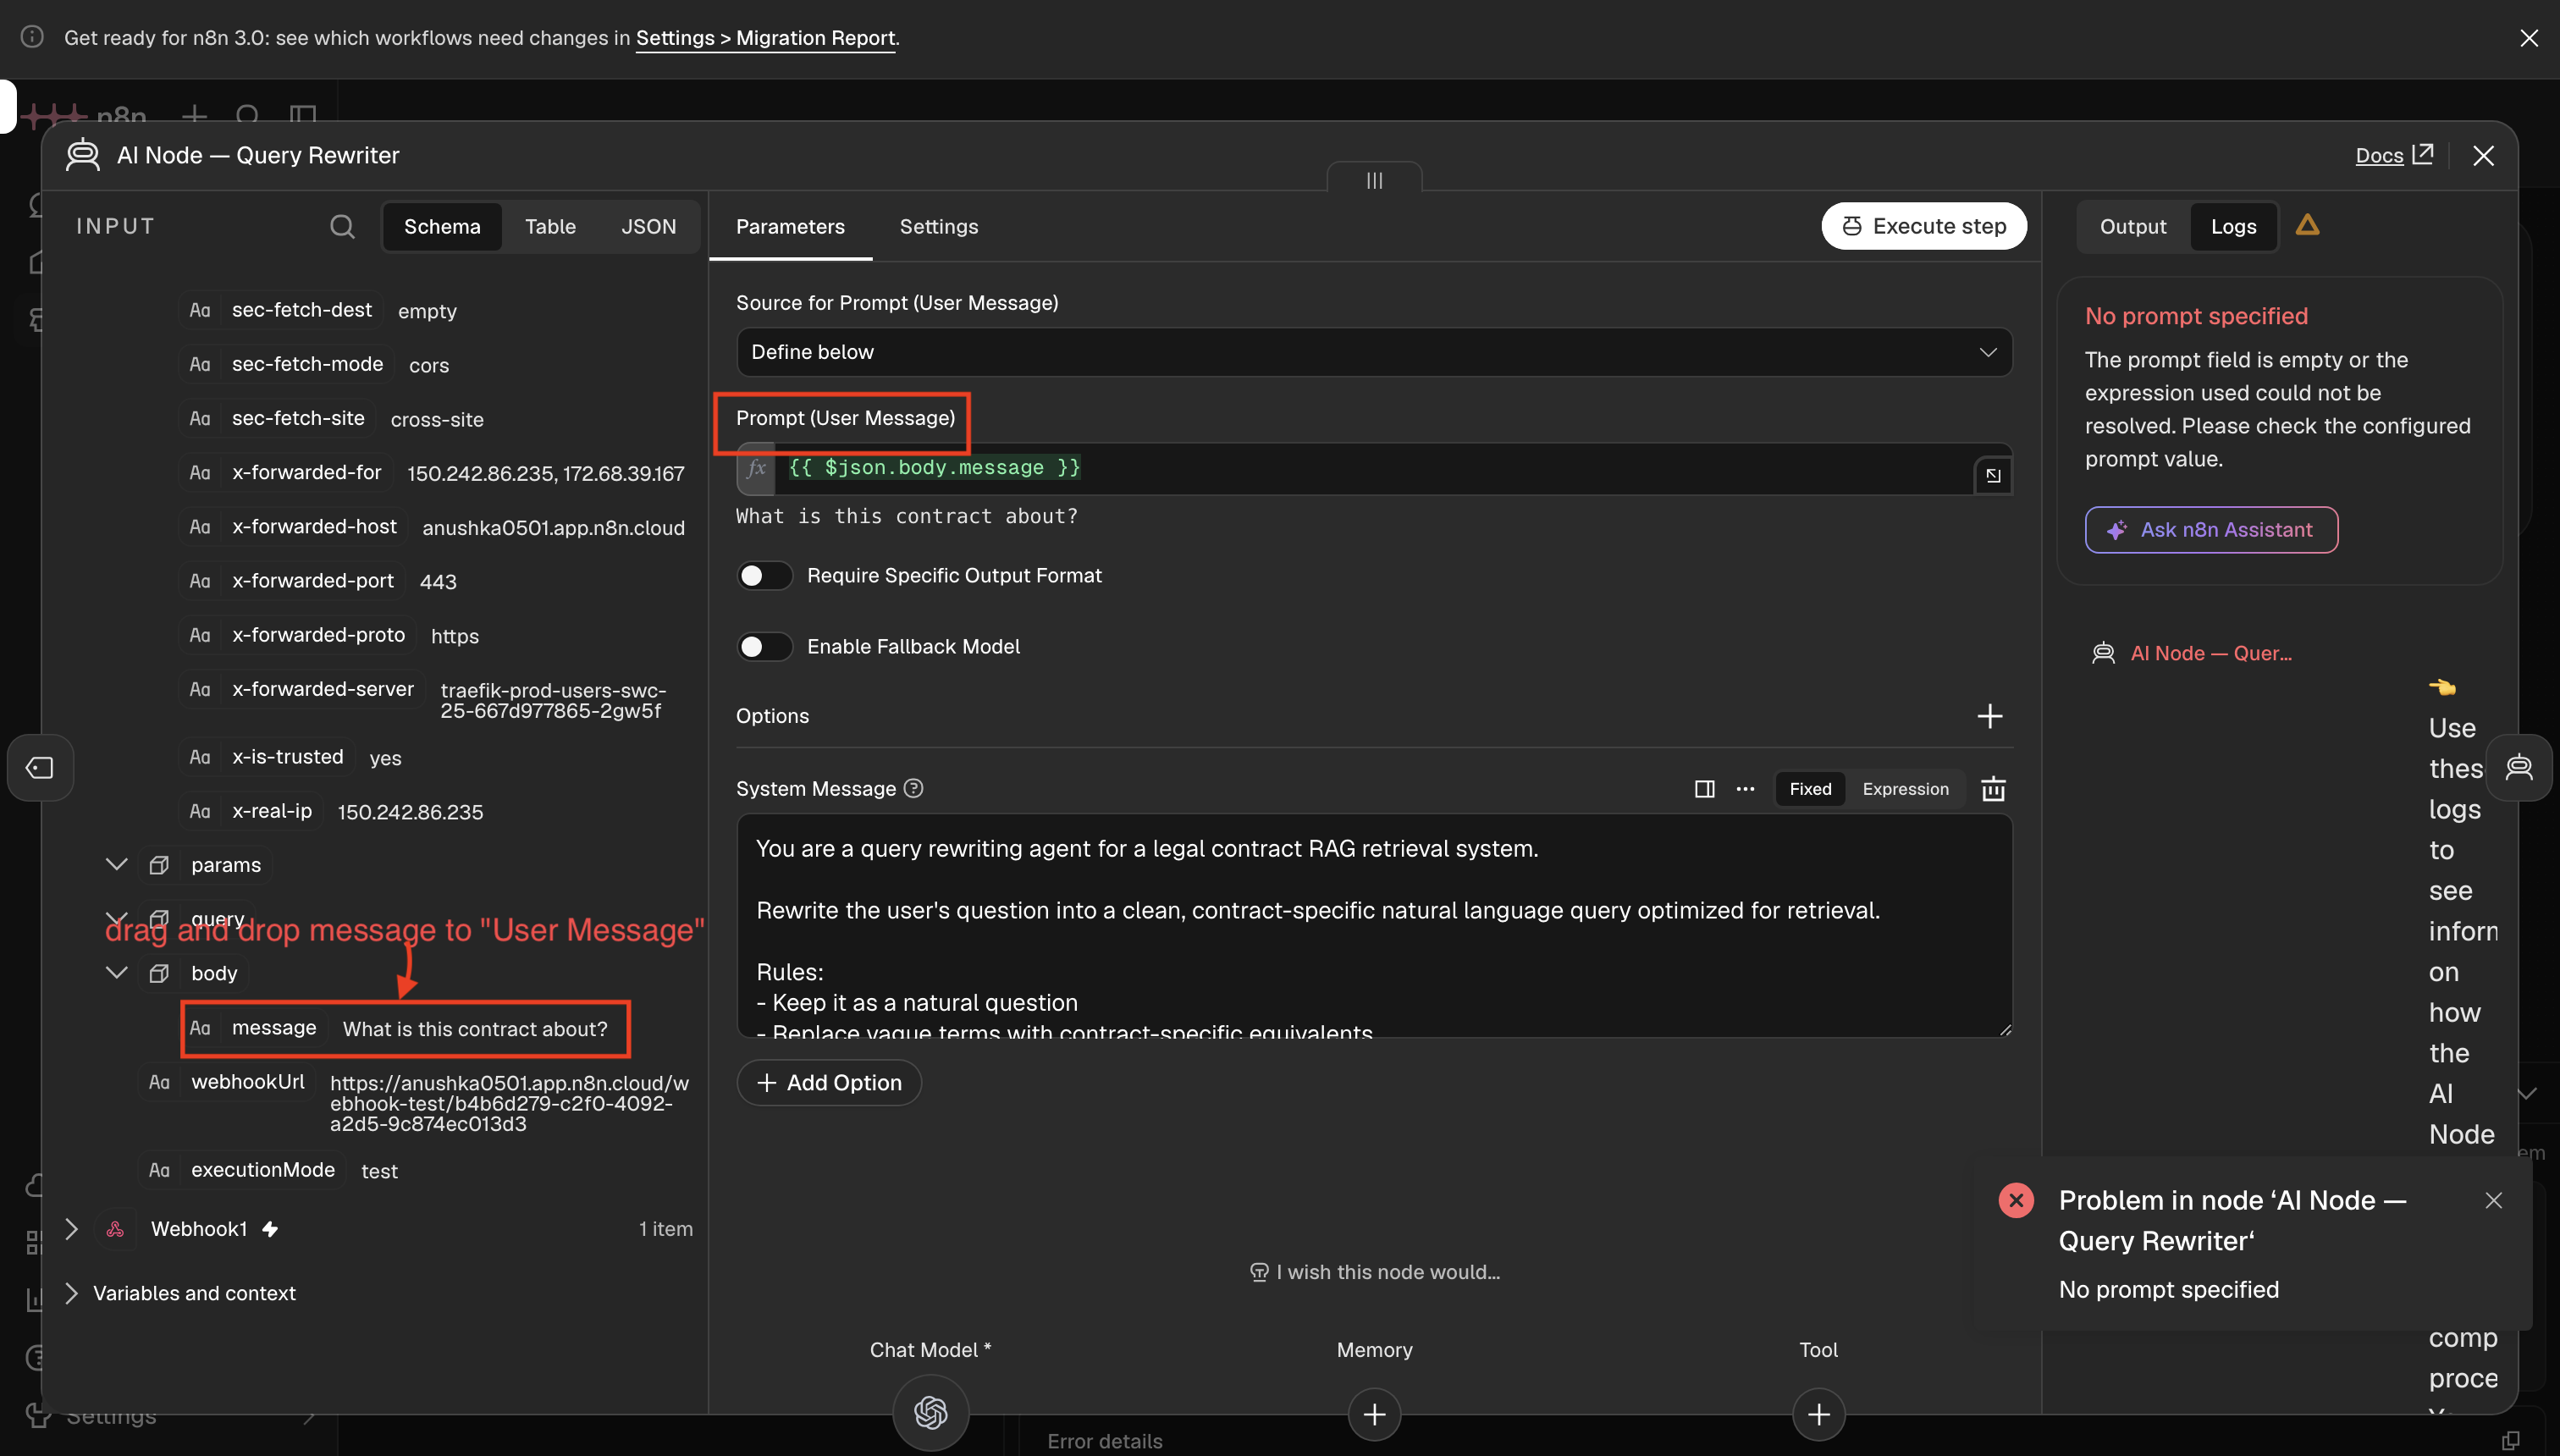 Get ready for n8n 3.0: see which workflows need changes in Settings > Migration Report.
n8n
AI Node — Query Rewriter
Docs
INPUT
Schema
Table
JSON
sec-fetch-dest empty
sec-fetch-mode cors
sec-fetch-site cross-site
x-forwarded-for 150.242.86.235, 172.68.39.167
x-forwarded-host anushka0501.app.n8n.cloud
x-forwarded-port 443
x-forwarded-proto https
x-forwarded-server traefik-prod-users-swc-
25-667d977865-2gw5f
x-is-trusted yes
x-real-ip 150.242.86.235
params
query
drag and drop message to "User Message"
body
Aa message What is this contract about?
webhookUrl https://anushka0501.app.n8n.cloud/w
ebhook-test/b4b6d279-c2f0-4092-
a2d5-9c874ec013d3
executionMode test
Webhook1 1 item
Variables and context
Settings
Parameters
Settings
Execute step
Source for Prompt (User Message)
Define below
Prompt (User Message)
fx {{ $json.body.message }}
What is this contract about?
Require Specific Output Format
Enable Fallback Model
Options
System Message
Fixed
Expression
You are a query rewriting agent for a legal contract RAG retrieval system.
Rewrite the user's question into a clean, contract-specific natural language query optimized for retrieval.
Rules:
- Keep it as a natural question
- Replace vague terms with contract-specific equivalents
Add Option
I wish this node would...
Chat Model *
Memory
Tool
Error details
Output
Logs
No prompt specified
The prompt field is empty or the
expression used could not be
resolved. Please check the configured
prompt value.
Ask n8n Assistant
AI Node — Quer...
👈
Use
thes
logs
to
see
inforn
on
how
the
AI
Node
Problem in node ‘AI Node —
Query Rewriter‘
No prompt specified
comp
proce